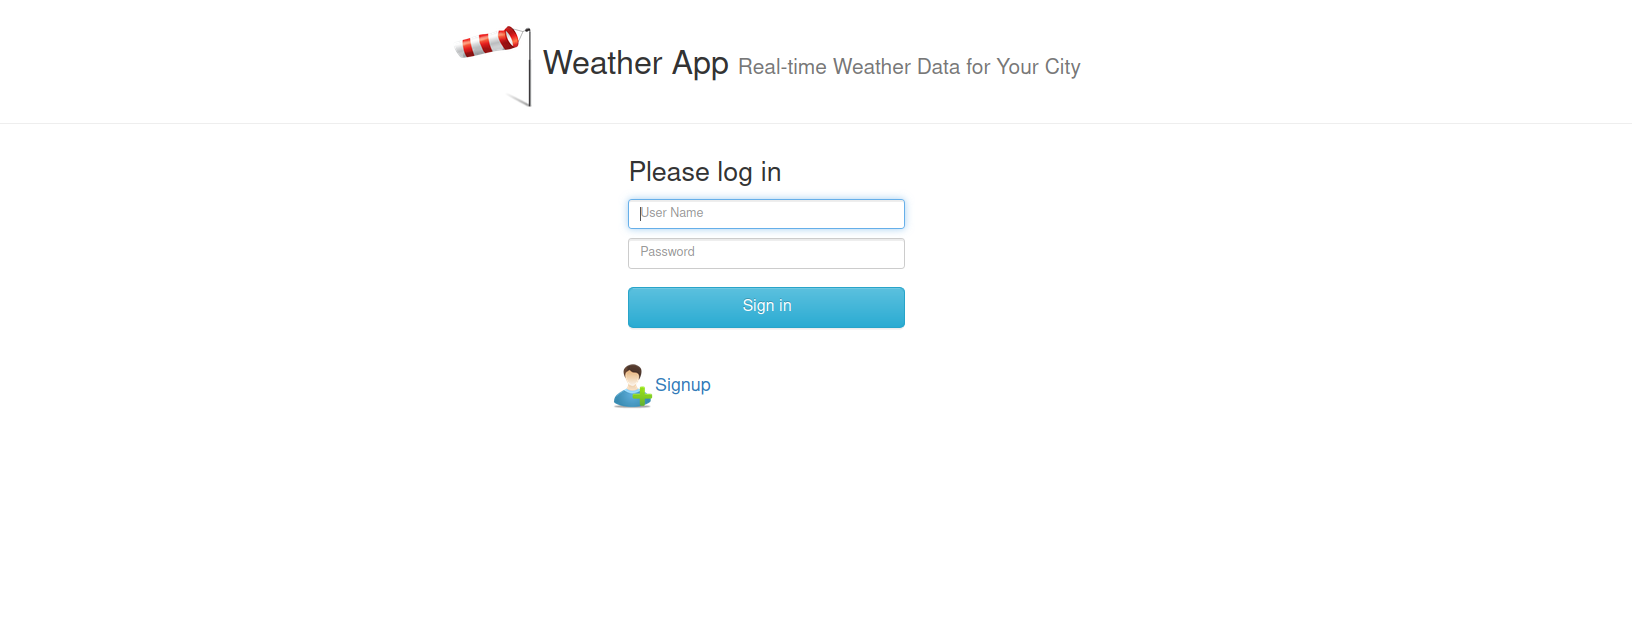 Weather App Real-time Weather Data for Your City
Please log in
User Name
Password
Sign in
Signup